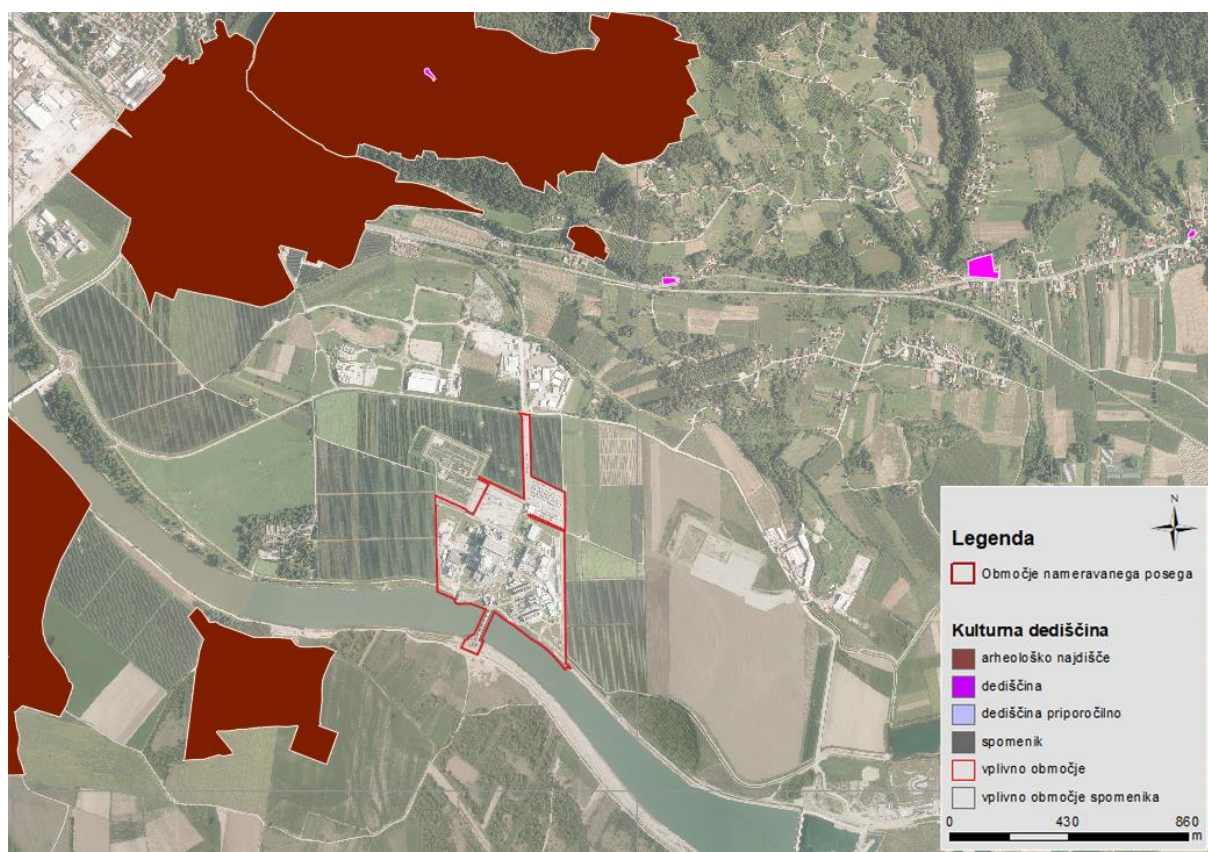 N
Legenda
Območje nameravanega posega
Kulturna dediščina
arheološko najdišče
dediščina
dediščina priporočilno
spomenik
vplivno območje
vplivno območje spomenika
0 430 860
m